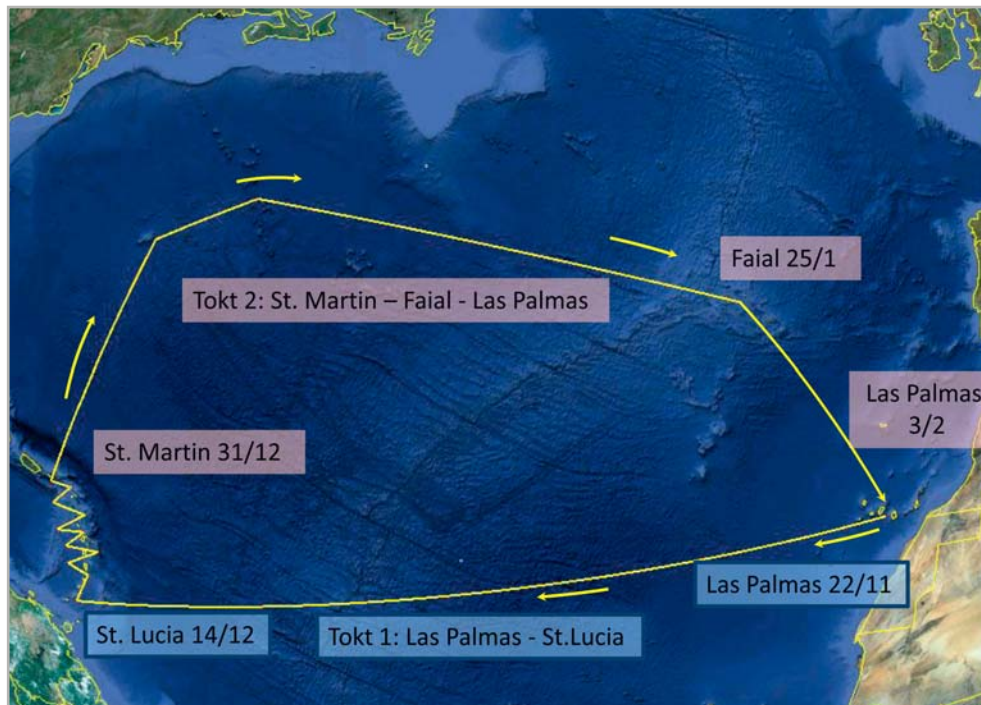 Faial 25/1
Tokt 2: St. Martin – Faial - Las Palmas
Las Palmas
3/2
St. Martin 31/12
Las Palmas 22/11
St. Lucia 14/12
Tokt 1: Las Palmas - St.Lucia